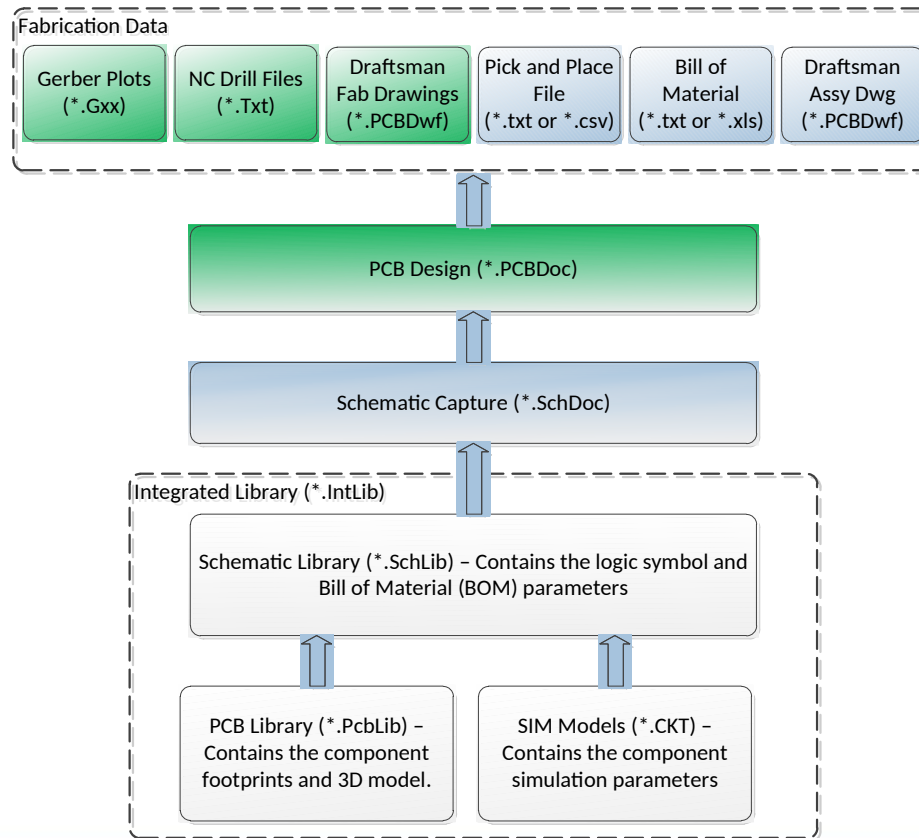 Fabrication Data
Gerber Plots
(*.Gxx)
NC Drill Files
(*.Txt)
Draftsman
Fab Drawings
(*.PCBDwf)
Pick and Place
File
(*.txt or *.csv)
Bill of
Material
(*.txt or *.xls)
Draftsman
Assy Dwg
(*.PCBDwf)
PCB Design (*.PCBDoc)
Schematic Capture (*.SchDoc)
Integrated Library (*.IntLib)
Schematic Library (*.SchLib) – Contains the logic symbol and
Bill of Material (BOM) parameters
PCB Library (*.PcbLib) –
Contains the component
footprints and 3D model.
SIM Models (*.CKT) –
Contains the component
simulation parameters